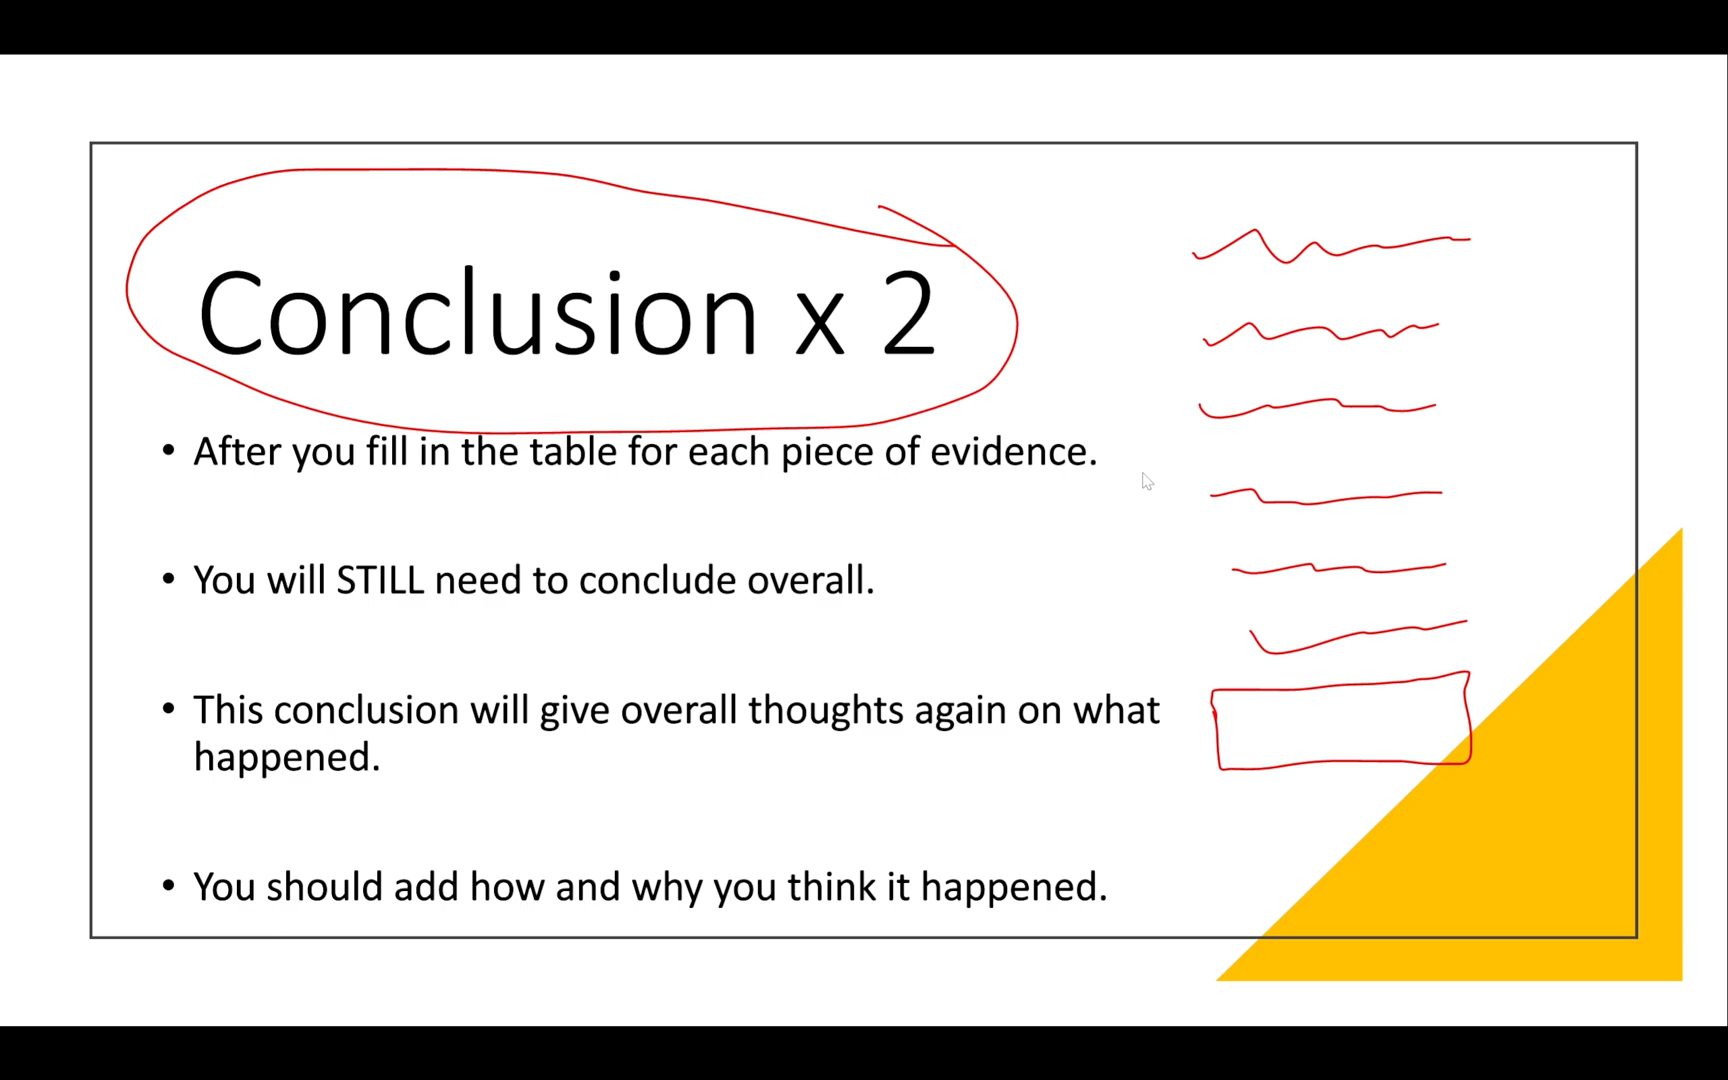 Conclusion x 2
• After you fill in the table for each piece of evidence.
• You will STILL need to conclude overall.
• This conclusion will give overall thoughts again on what
happened.
• You should add how and why you think it happened.